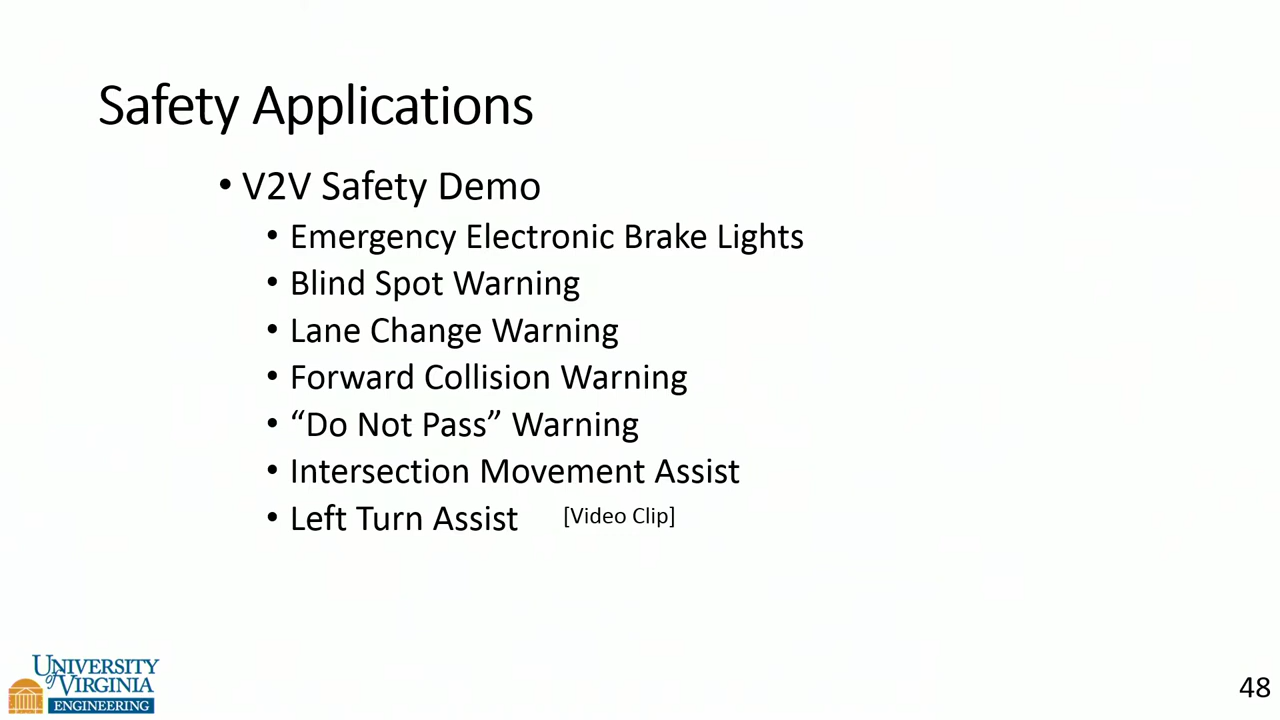 Safety Applications
• V2V Safety Demo
• Emergency Electronic Brake Lights
• Blind Spot Warning
• Lane Change Warning
• Forward Collision Warning
• “Do Not Pass” Warning
• Intersection Movement Assist
• Left Turn Assist [Video Clip]
UNIVERSITY
of VIRGINIA
ENGINEERING
48